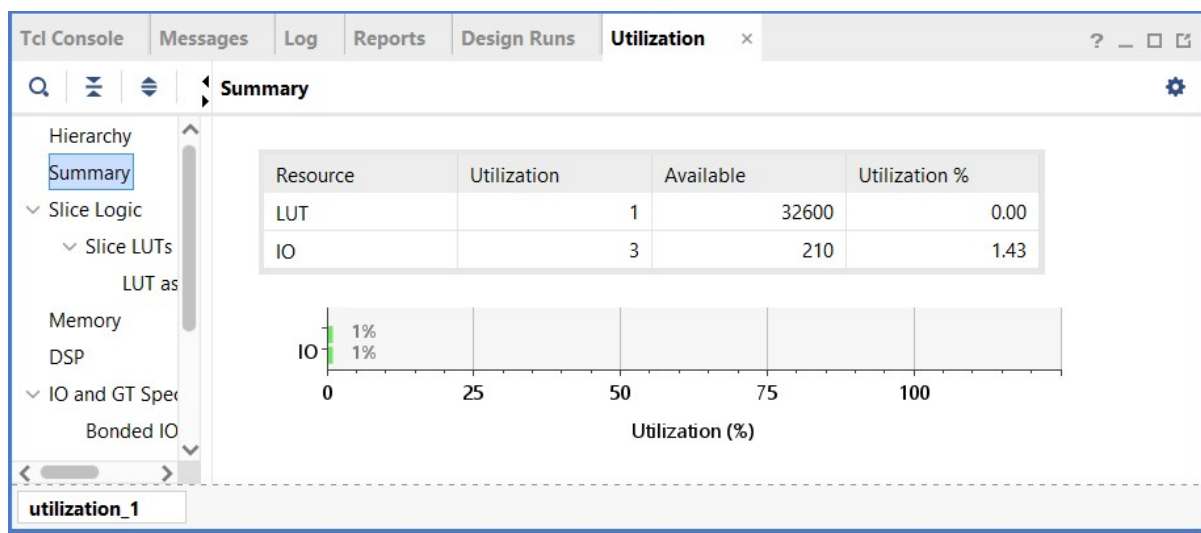 Tcl Console Messages Log Reports Design Runs Utilization × ? _
Summary
Hierarchy
Summary
Slice Logic
Slice LUTs
LUT as
Memory
DSP
IO and GT Spec
Bonded IO
Resource Utilization Available Utilization %
LUT 1 32600 0.00
IO 3 210 1.43
1%
IO 1%
0 25 50 75 100
Utilization (%)
utilization_1